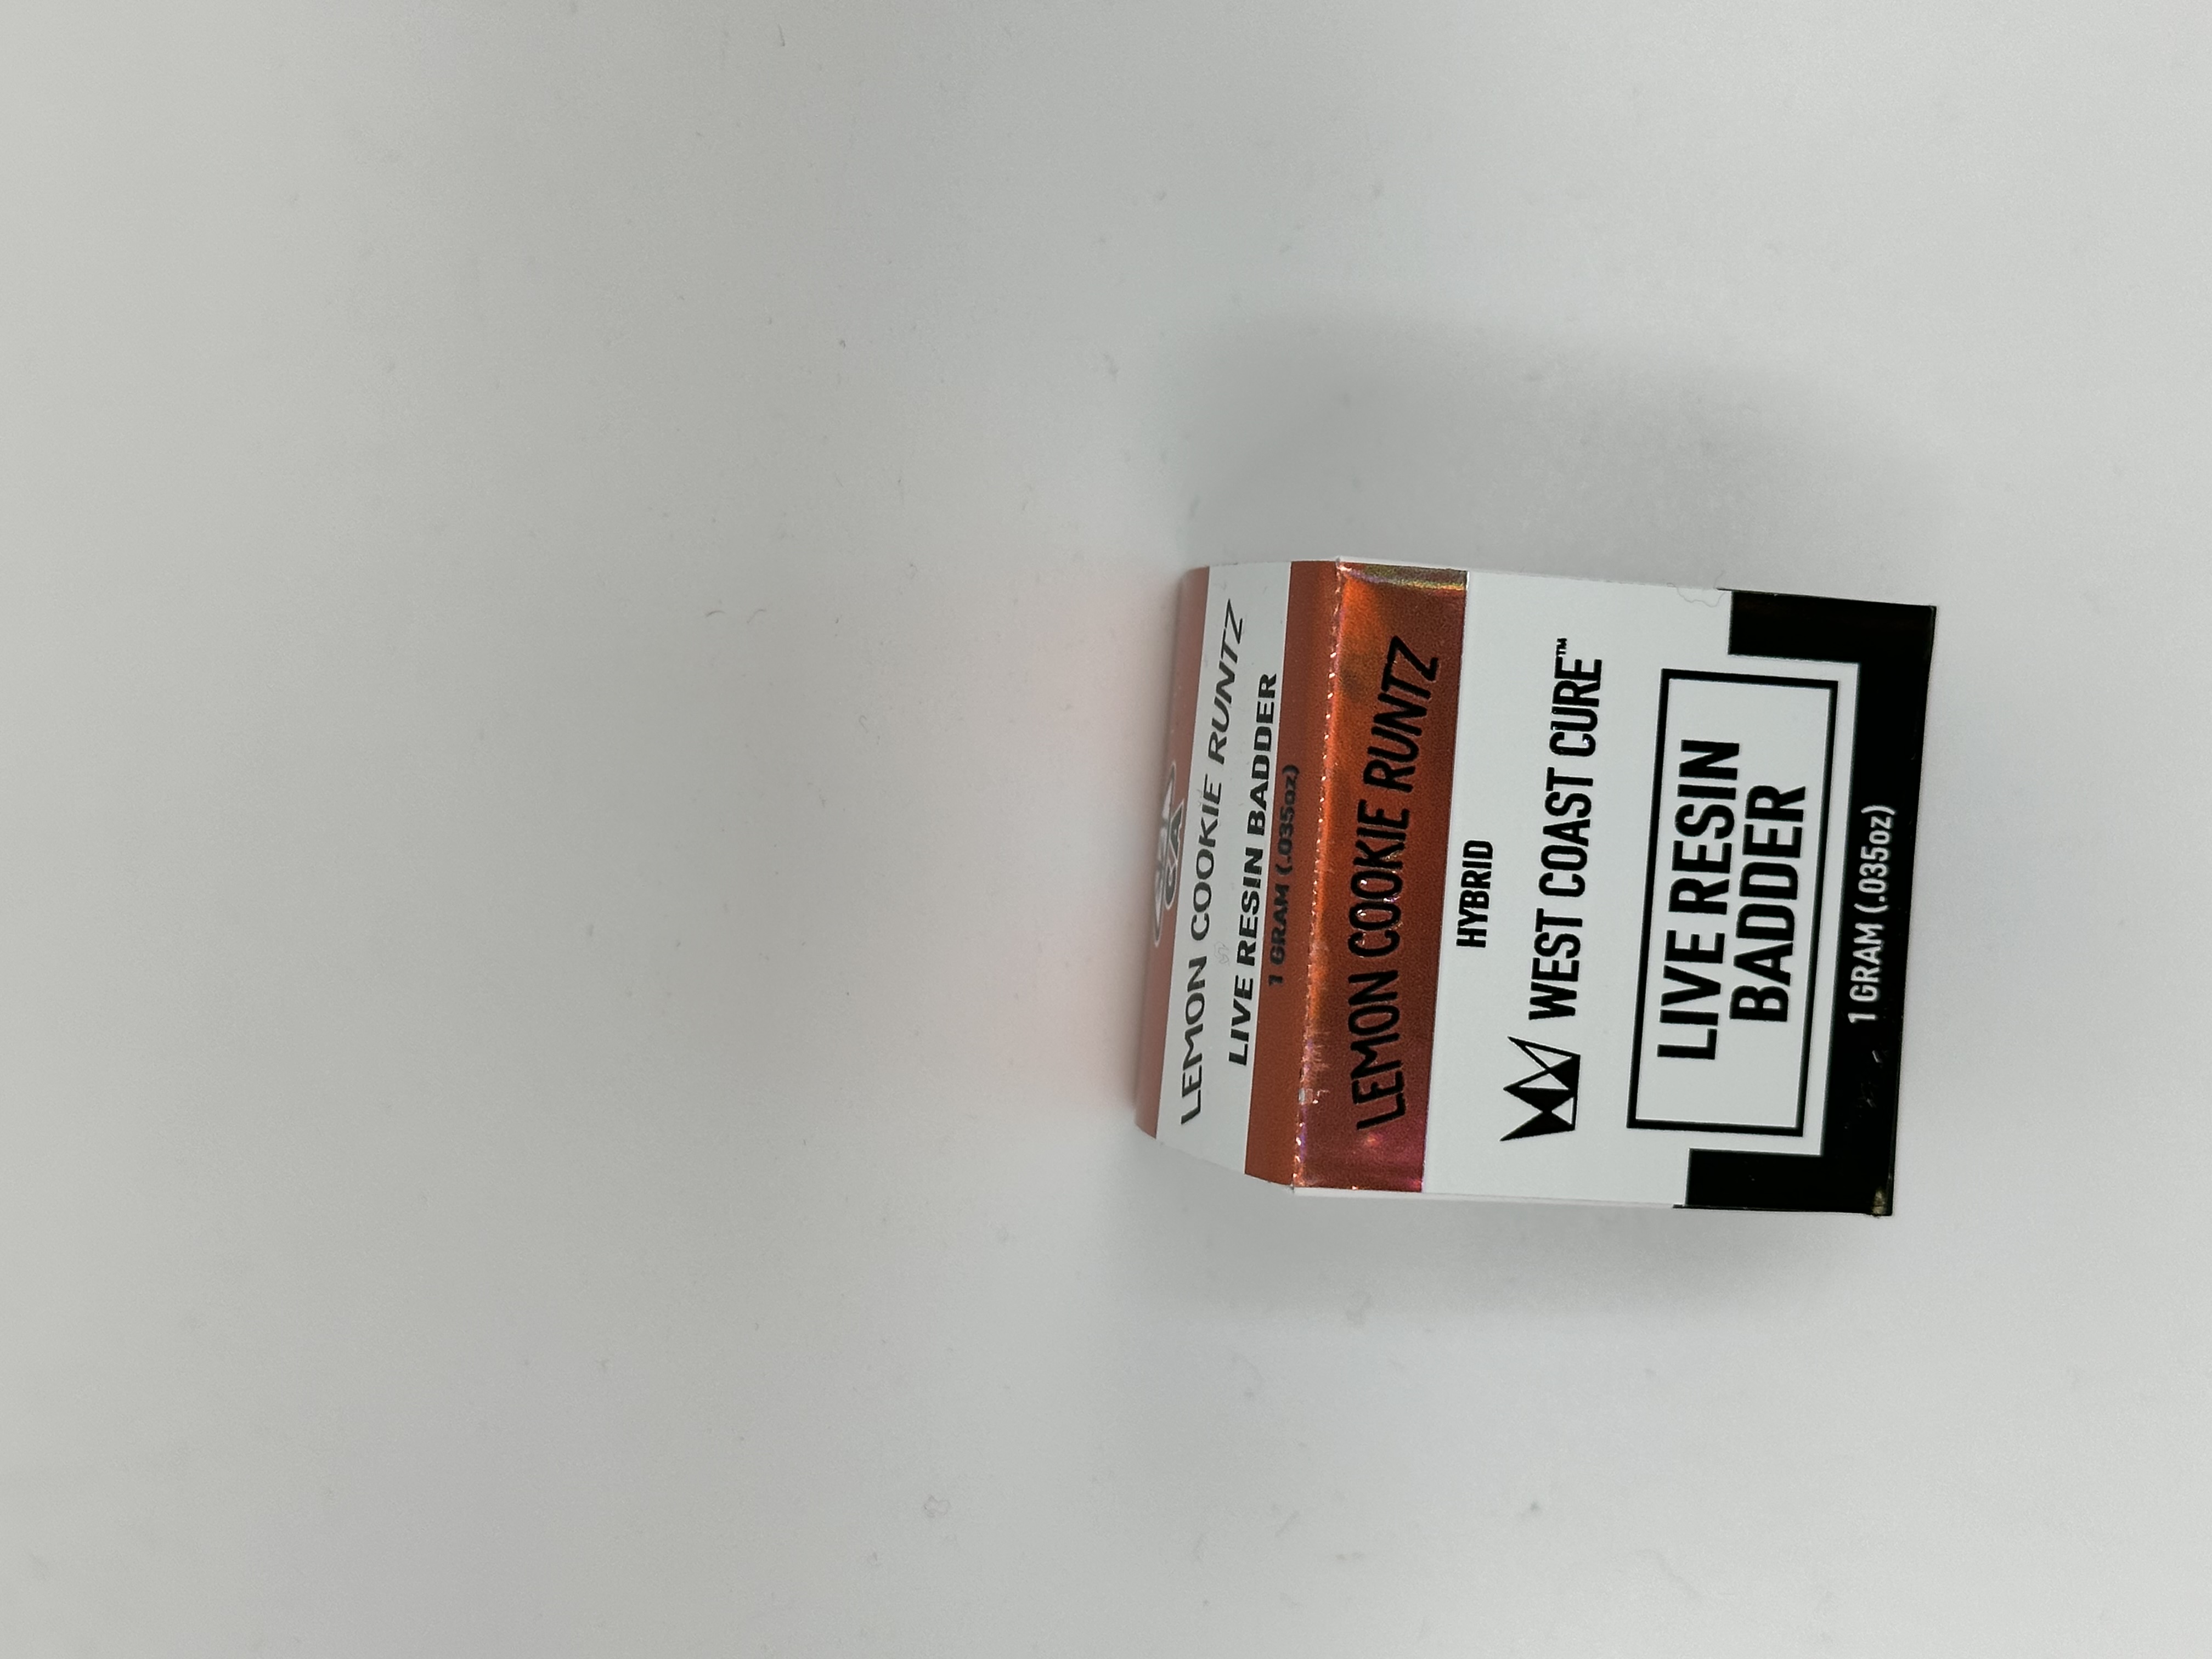 CA
LEMON COOKIE RUNTZ
LIVE RESIN BADDER
1 GRAM (.035oz)
LEMON COOKIE RUNTZ
HYBRID
WEST COAST CURE™
LIVE RESIN
BADDER
1 GRAM (.035oz)